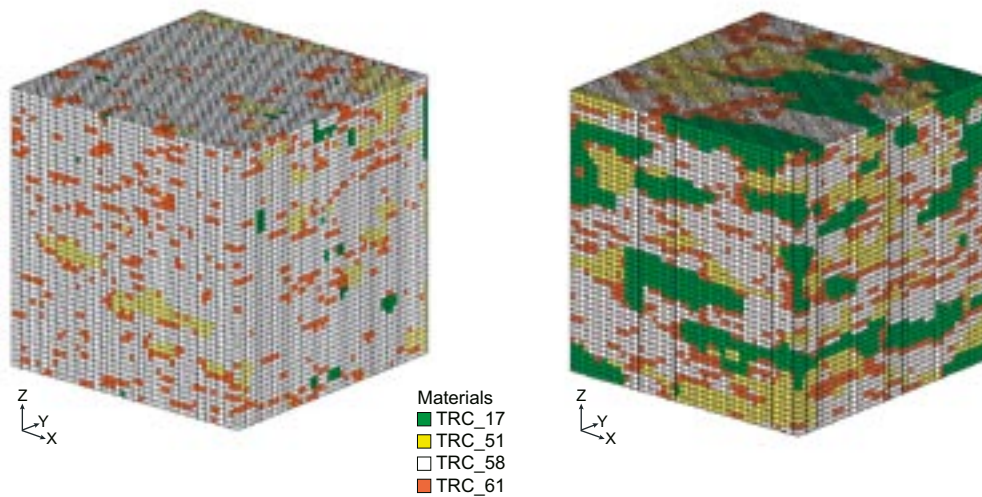 Z
Y
X
Materials
TRC_17
TRC_51
TRC_58
TRC_61
Z
Y
X